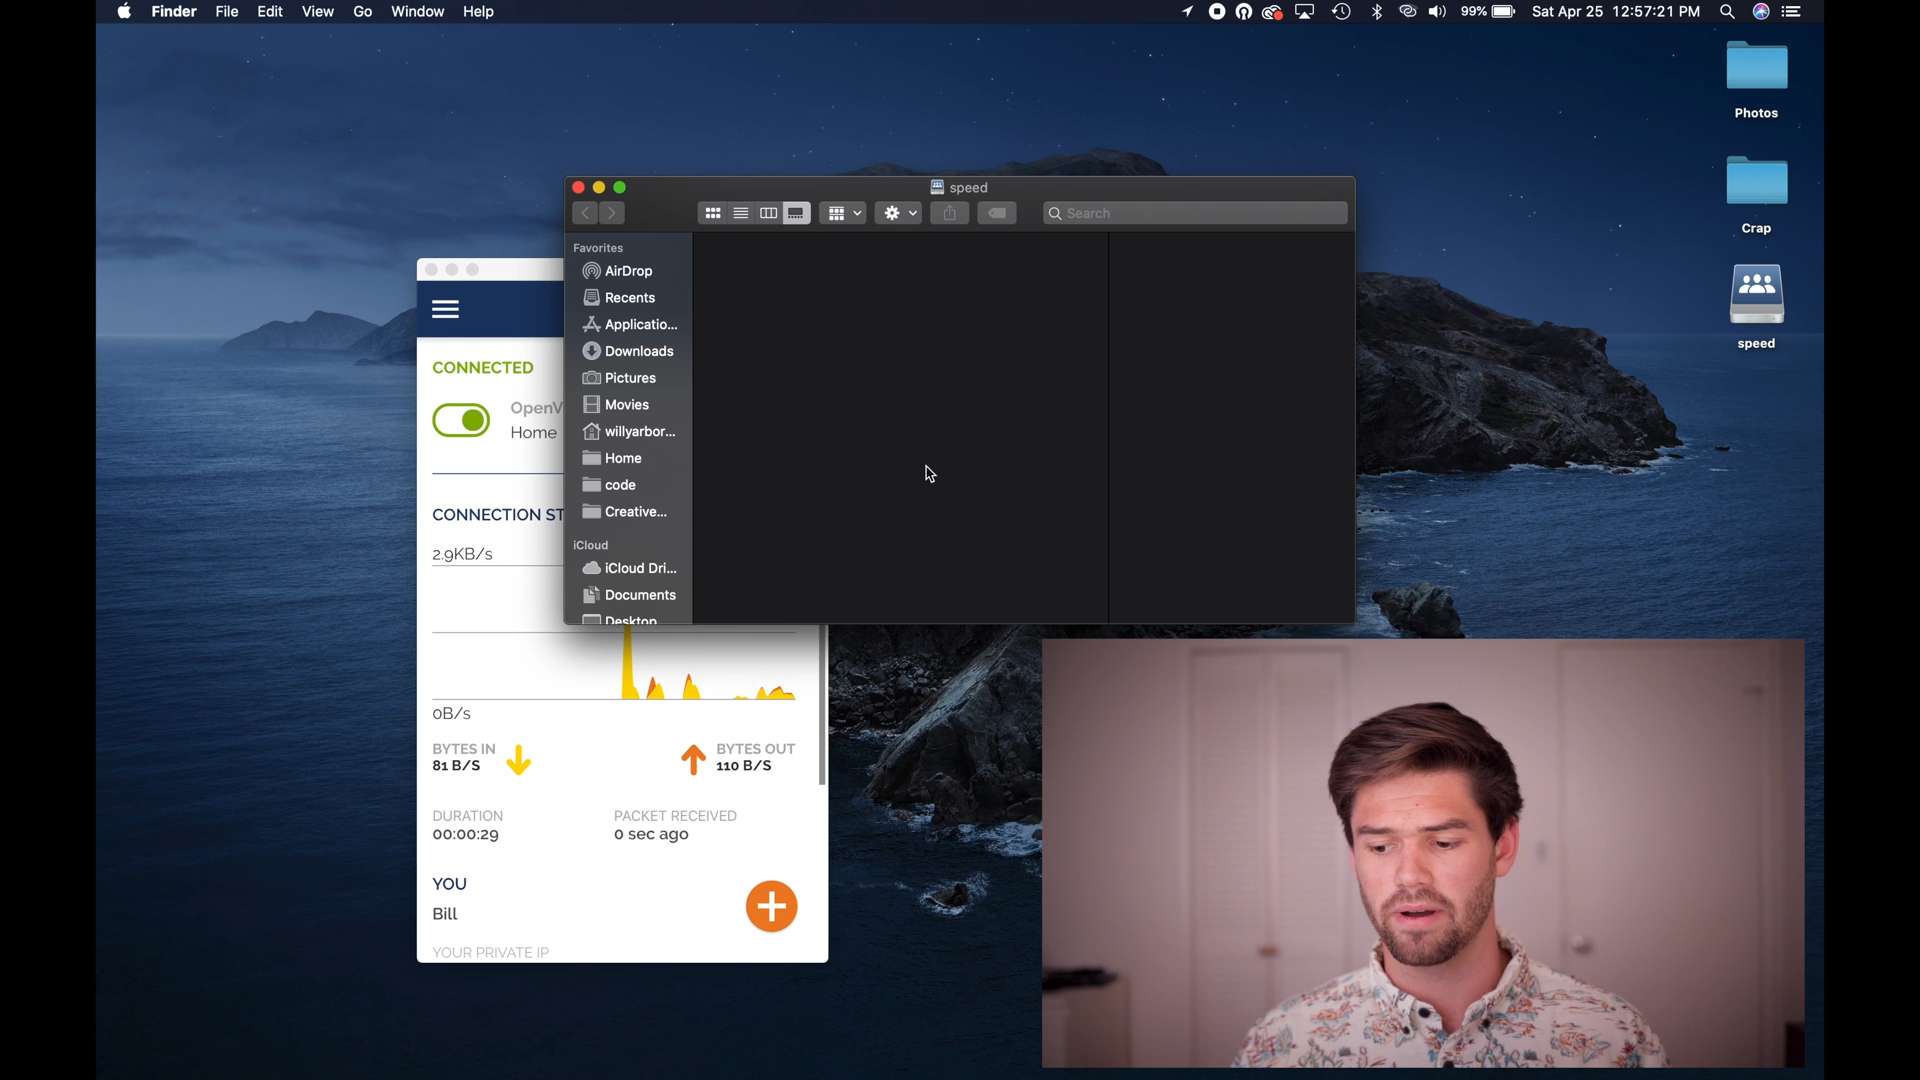 Finder File Edit View Go Window Help
99% Sat Apr 25 12:57:21 PM
Photos
Crap
speed
speed
Search
Favorites
AirDrop
Recents
Applicatio...
Downloads
Pictures
Movies
willyarbor...
Home
code
Creative...
iCloud
iCloud Dri...
Documents
Desktop
CONNECTED
OpenV
Home
CONNECTION ST
2.9KB/s
0B/s
BYTES IN
81 B/S
BYTES OUT
110 B/S
DURATION
00:00:29
PACKET RECEIVED
0 sec ago
YOU
Bill
YOUR PRIVATE IP